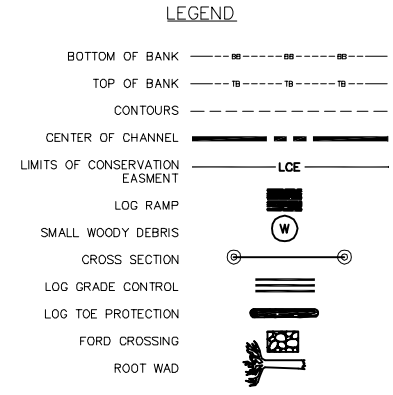 LEGEND
BOTTOM OF BANK BB BB BB
TOP OF BANK TB TB TB
CONTOURS
CENTER OF CHANNEL
LIMITS OF CONSERVATION LCE
EASMENT
LOG RAMP
SMALL WOODY DEBRIS W
CROSS SECTION
LOG GRADE CONTROL
LOG TOE PROTECTION
FORD CROSSING
ROOT WAD